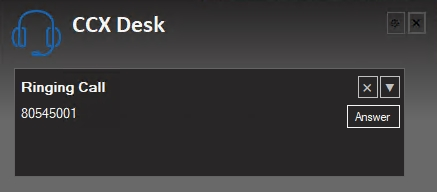 CCX Desk
Ringing Call
80545001
Answer